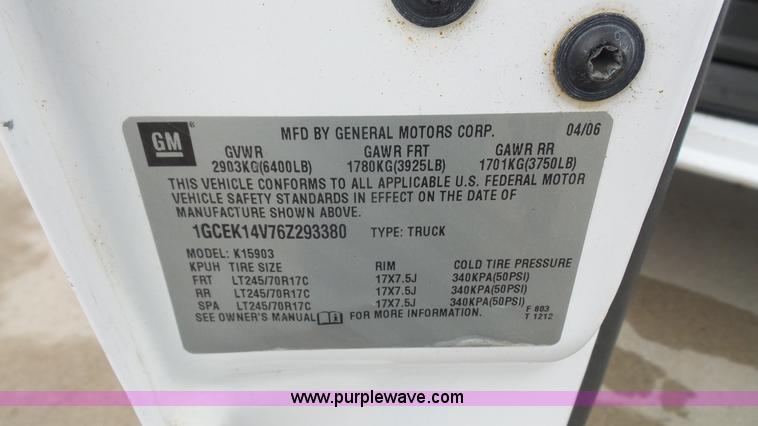 GM
MFD BY GENERAL MOTORS CORP. 04/06
GVWR GAWR FRT GAWR RR
2903KG(6400LB) 1780KG(3925LB) 1701KG(3750LB)
THIS VEHICLE CONFORMS TO ALL APPLICABLE U.S. FEDERAL MOTOR
VEHICLE SAFETY STANDARDS IN EFFECT ON THE DATE OF
MANUFACTURE SHOWN ABOVE.
1GCEK14V76Z293380 TYPE: TRUCK
MODEL: K15903
KPUH TIRE SIZE RIM COLD TIRE PRESSURE
FRT LT245/70R17C 17X7.5J 340KPA(50PSI)
RR LT245/70R17C 17X7.5J 340KPA(50PSI)
SPA LT245/70R17C 17X7.5J 340KPA(50PSI)
SEE OWNER'S MANUAL FOR MORE INFORMATION.
F 803
T 1212
www.purplewave.com